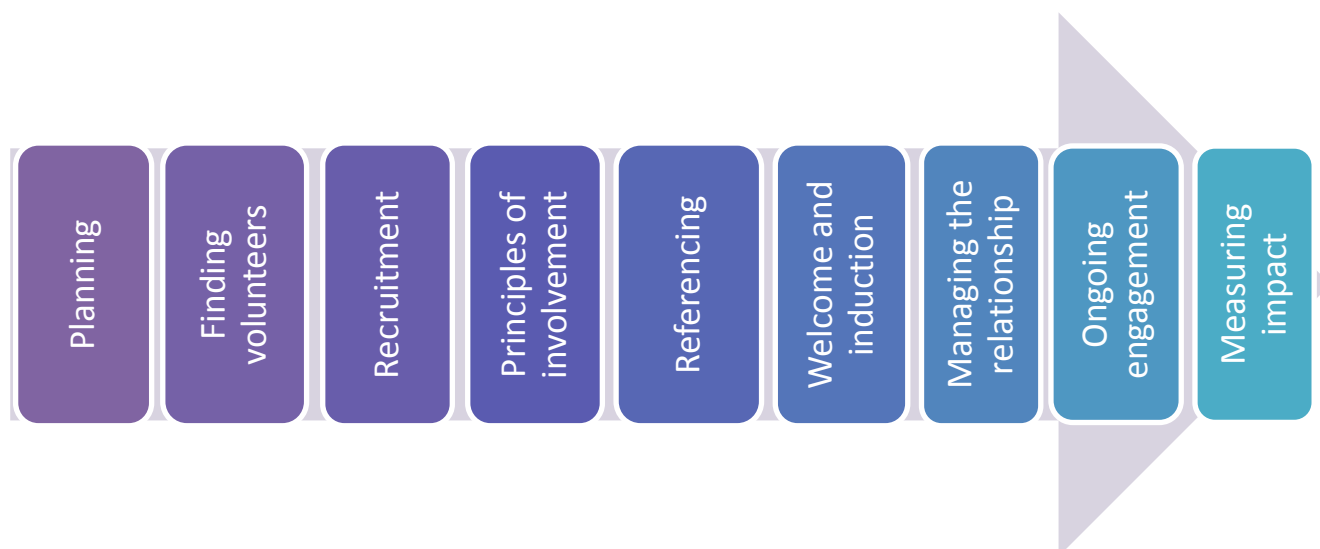 Planning
Finding
volunteers
Recruitment
Principles of
involvement
Referencing
Welcome and
induction
Managing the
relationship
Ongoing
engagement
Measuring
impact